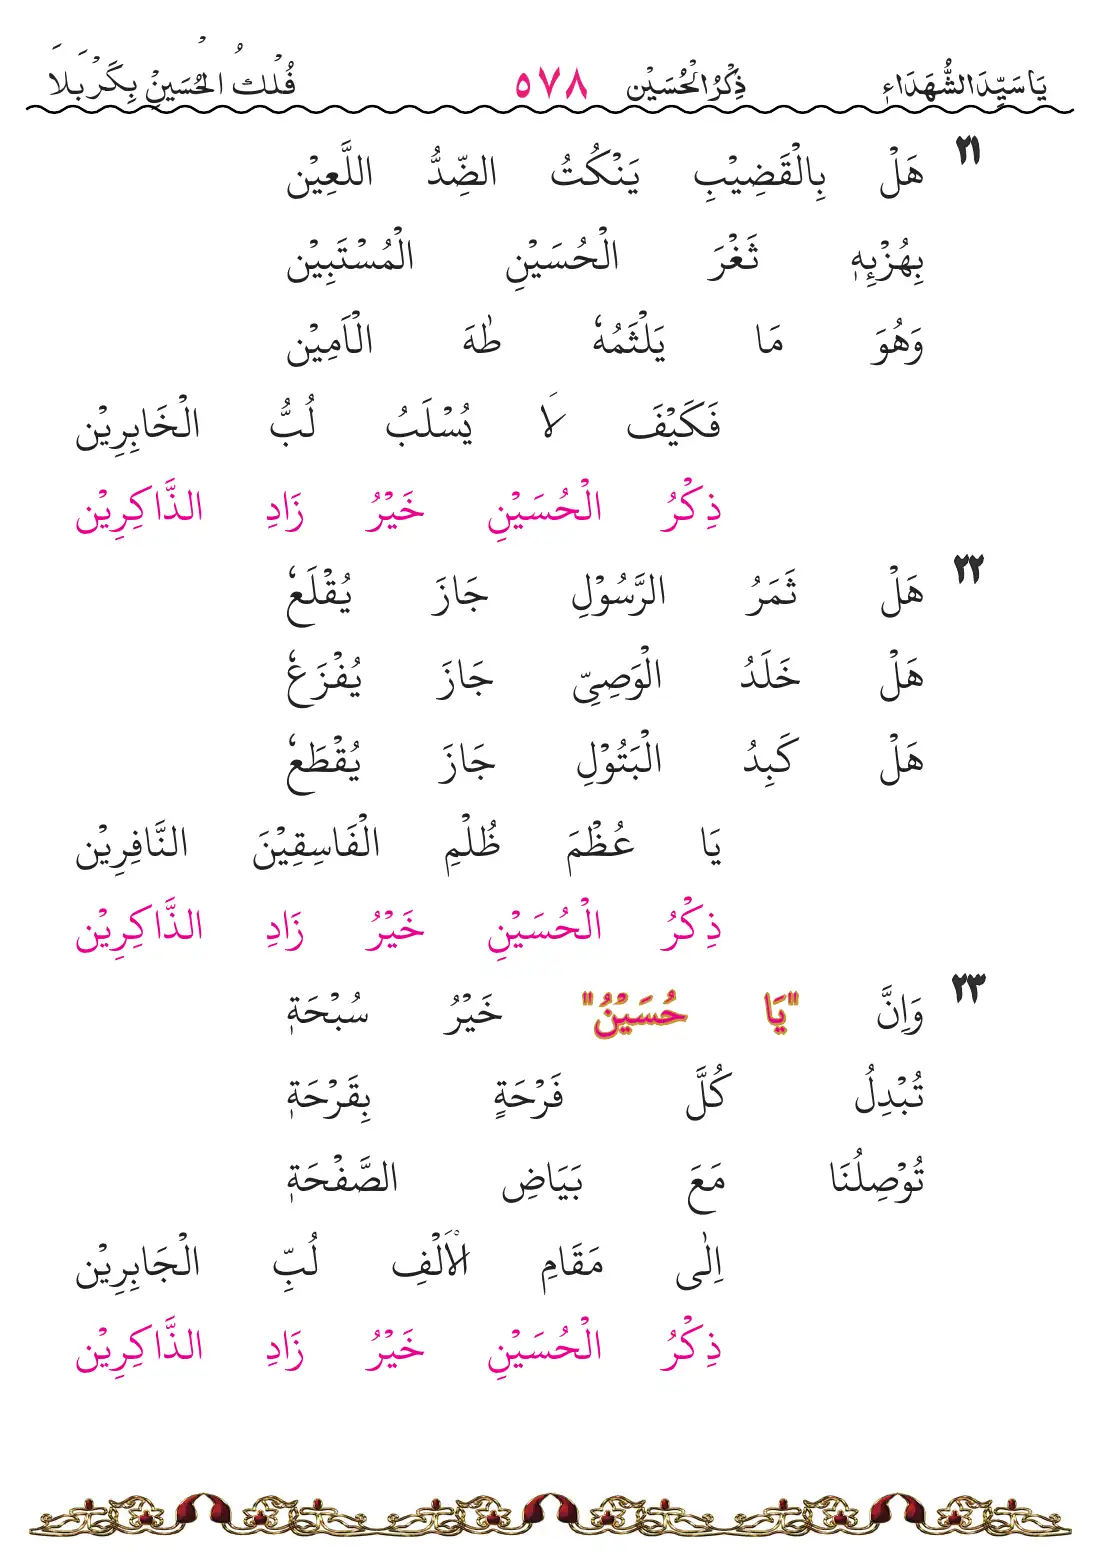 يَا سَيِّدَ الشُّهَدَاءِ ذِكْرُ الْحُسَيْن ٥٧٨ فُلْكُ الْحُسَيْنِ بِكَرْبَلَا
٢١ هَلْ بِالْقَضِيْبِ يَنْكُتُ الضِّدُّ اللَّعِيْن
بِهُزْئِهٖ ثَغْرَ الْحُسَيْنِ الْمُسْتَبِيْن
وَهُوَ مَا يَلْثَمُهٗ طٰهَ الْاَمِيْن
فَكَيْفَ لَا يُسْلَبُ لُبُّ الْخَابِرِيْن
ذِكْرُ الْحُسَيْنِ خَيْرُ زَادِ الذَّاكِرِيْن
٢٢ هَلْ ثَمَرُ الرَّسُوْلِ جَازَ يُقْلَعٗ
هَلْ خَلَدُ الْوَصِيِّ جَازَ يُفْزَعٗ
هَلْ كَبِدُ الْبَتُوْلِ جَازَ يُقْطَعٗ
يَا عُظْمَ ظُلْمِ الْفَاسِقِيْنَ النَّافِرِيْن
ذِكْرُ الْحُسَيْنِ خَيْرُ زَادِ الذَّاكِرِيْن
٢٣ وَاِنَّ "يَا حُسَيْنُ" خَيْرُ سُبْحَةٖ
تُبْدِلُ كُلَّ فَرْحَةٍ بِقَرْحَةٖ
تُوْصِلُنَا مَعَ بَيَاضِ الصَّفْحَةٖ
اِلٰى مَقَامِ الْاَلْفِ لُبِّ الْجَابِرِيْن
ذِكْرُ الْحُسَيْنِ خَيْرُ زَادِ الذَّاكِرِيْن